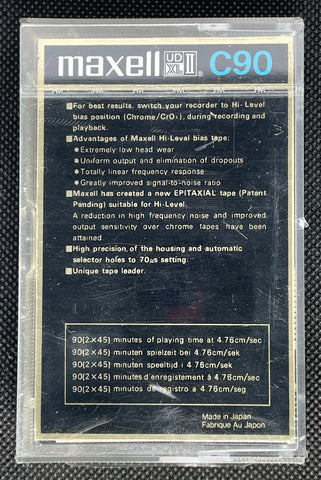 maxell UD XL II ® C90
■For best results, switch your recorder to Hi-Level
bias position (Chrome/CrO₂), during recording and
playback.
■Advantages of Maxell Hi-Level bias tape:
●Extremely low head wear
●Uniform output and elimination of dropouts
●Totally linear frequency response
●Greatly improved signal-to-noise ratio
■Maxell has created a new EPITAXIAL tape (Patent
Pending) suitable for Hi-Level.
A reduction in high frequency noise and improved
output sensitivity over chrome tapes have been
attained.
■High precision of the housing and automatic
selector holes to 70μs setting.
■Unique tape leader.
90(2×45) minutes of playing time at 4.76cm/sec
90(2×45) minuten spielzeit bei 4.76cm/sek
90(2×45) minuten speeltijd i 4.76 cm/sek
90(2×45) minutes d'enregistrement à 4.76cm/sec
90(2×45) minutos de registro a 4.76cm/seg
Made in Japan
Fabrique Au Japon